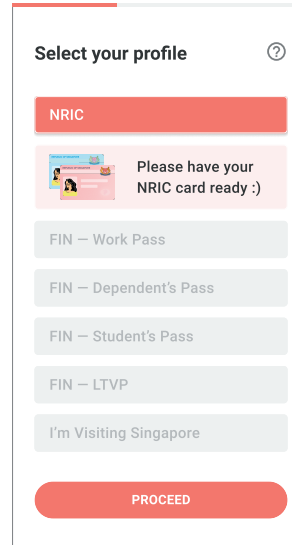 Select your profile
NRIC
Please have your
NRIC card ready :)
FIN — Work Pass
FIN — Dependent's Pass
FIN — Student's Pass
FIN — LTVP
I'm Visiting Singapore
PROCEED